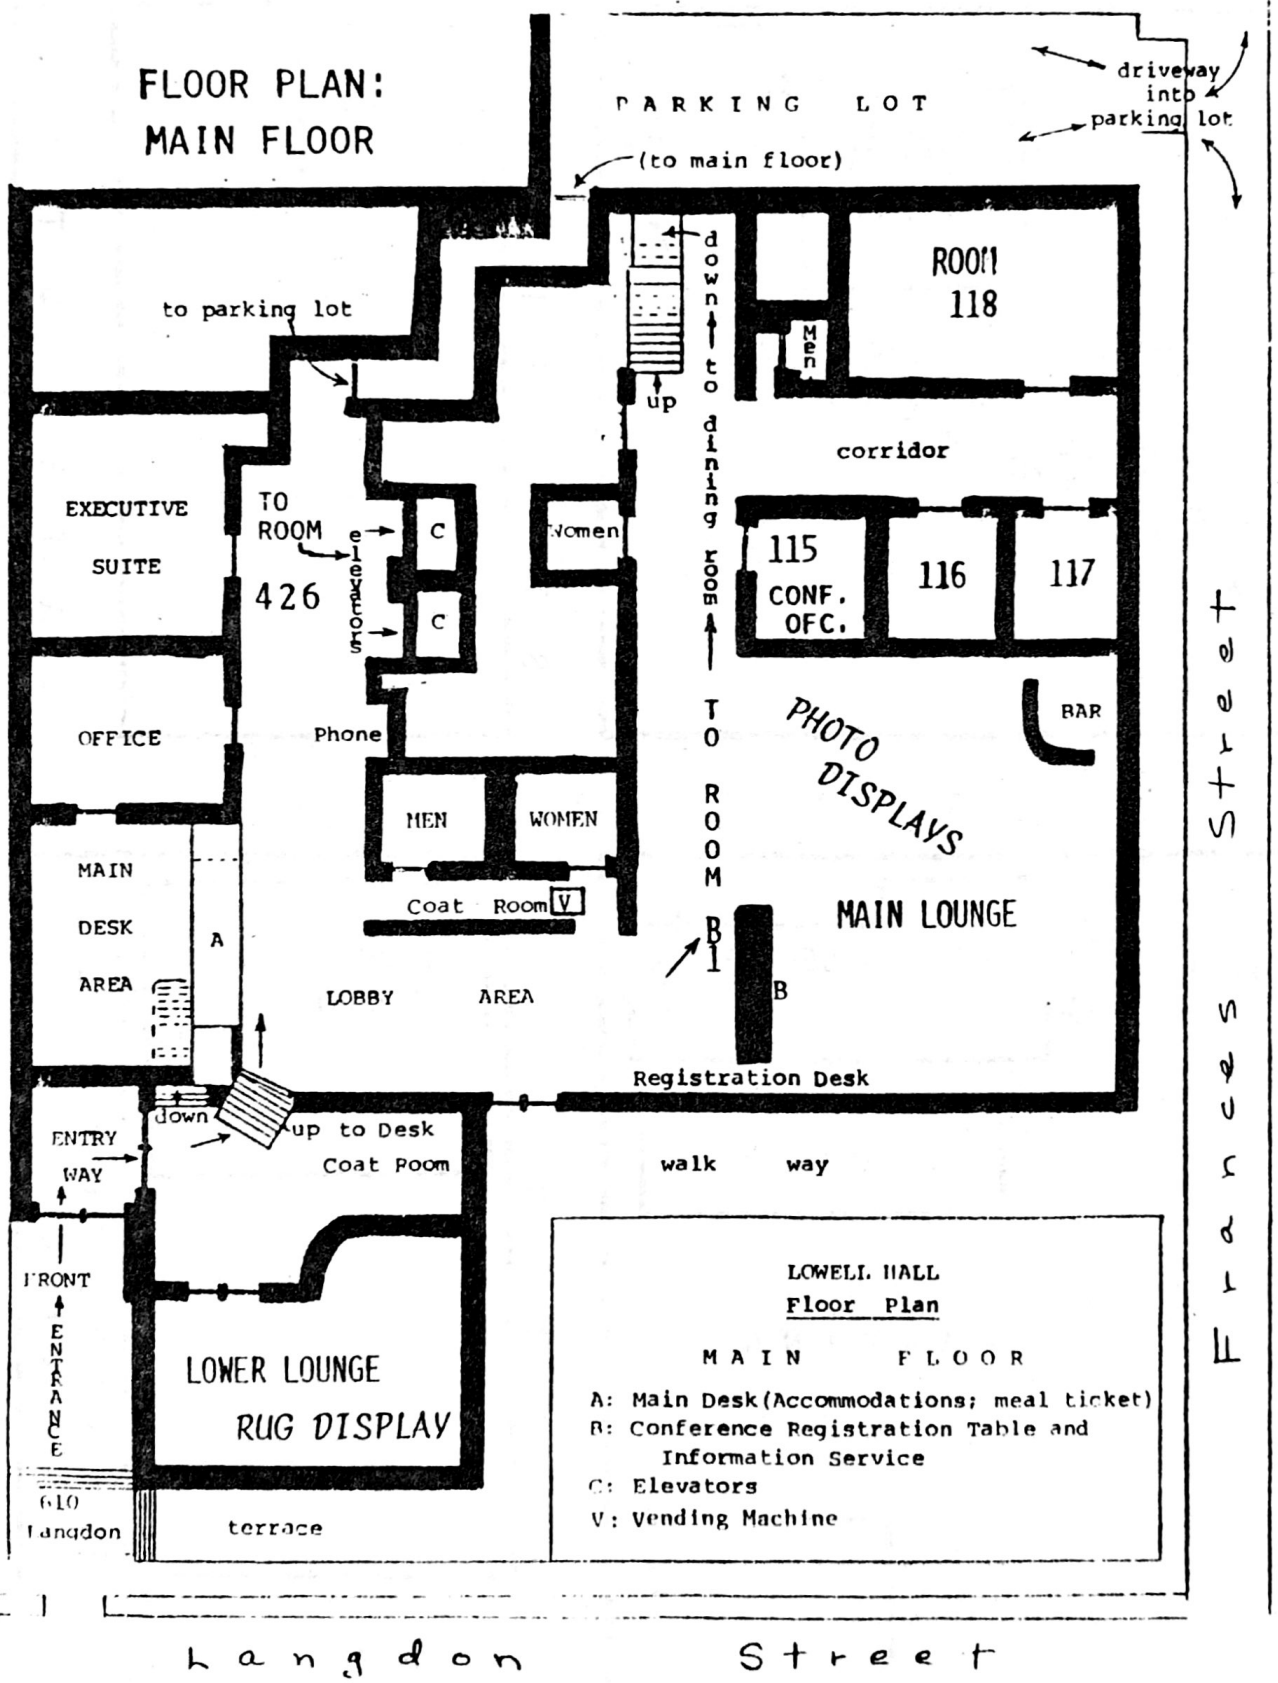 FLOOR PLAN:
MAIN FLOOR
PARKING LOT
driveway
into
parking lot
(to main floor)
to parking lot
down to dining room
up
Men
ROOM
118
corridor
EXECUTIVE
SUITE
TO
ROOM
426
elevators
C
C
Women
115
CONF.
OFC.
116
117
OFFICE
Phone
TO ROOM B1
PHOTO
DISPLAYS
BAR
MEN
WOMEN
MAIN
DESK
AREA
A
Coat Room
V
LOBBY AREA
MAIN LOUNGE
B
Registration Desk
down
up to Desk
Coat Room
ENTRY
WAY
walk way
FRONT
ENTRANCE
LOWER LOUNGE
RUG DISPLAY
610
Langdon
terrace
LOWELL HALL
Floor Plan
MAIN FLOOR
A: Main Desk(Accommodations; meal ticket)
B: Conference Registration Table and
Information Service
C: Elevators
V: Vending Machine
Frances Street
Langdon Street